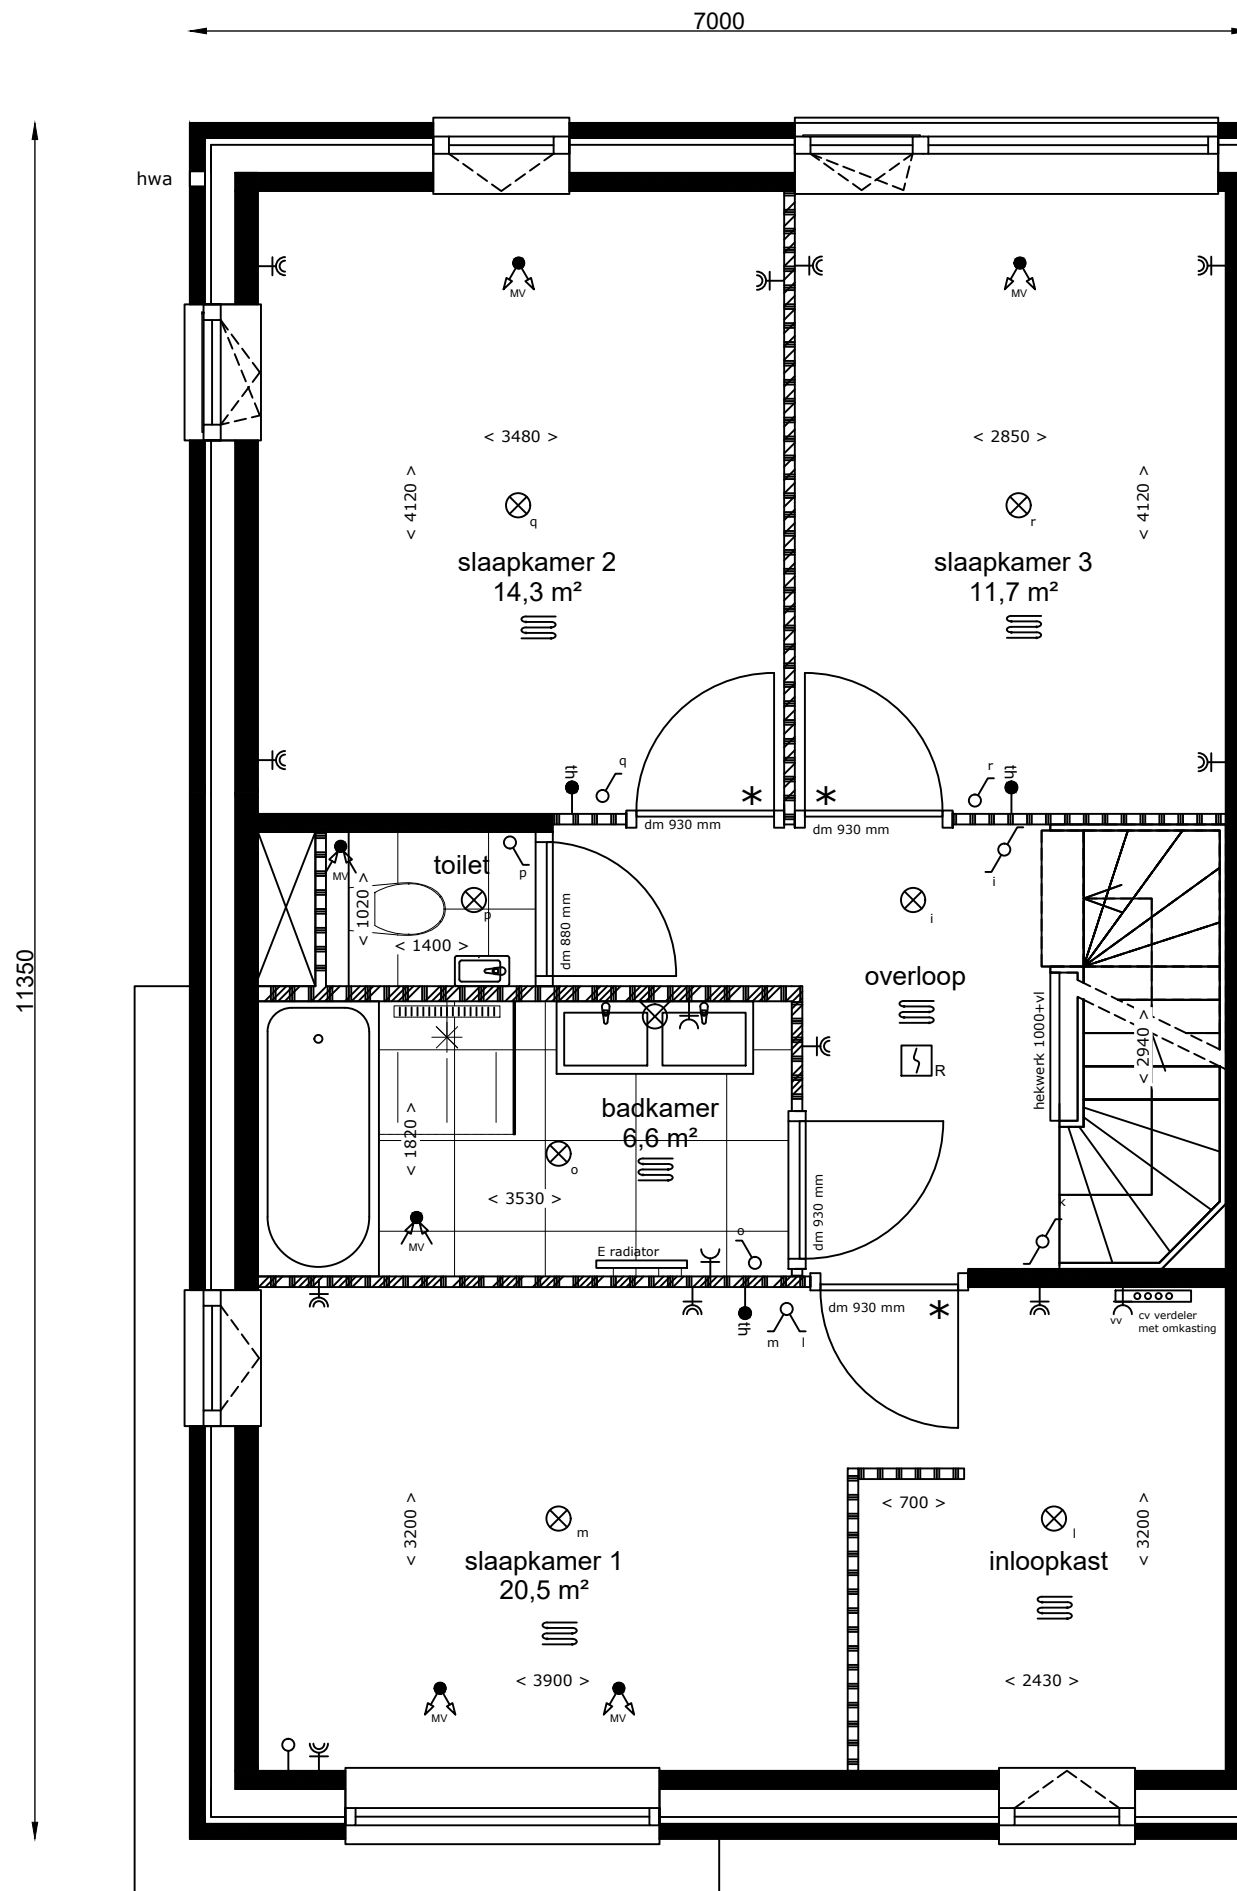 7000
hwa
MV
MV
< 3480 >
< 2850 >
< 4120 >
< 4120 >
q
r
slaapkamer 2
14,3 m²
slaapkamer 3
11,7 m²
th
q
r
th
dm 930 mm
dm 930 mm
11350
MV
toilet
p
p
i
< 1020 >
< 1400 >
dm 880 mm
i
overloop
R
hekwerk 1000+vl
< 2940 >
badkamer
6,6 m²
< 1820 >
o
< 3530 >
MV
E radiator
o
dm 930 mm
x
th
m
l
dm 930 mm
vv
cv verdeler
met omkasting
< 3200 >
< 700 >
< 3200 >
m
l
slaapkamer 1
20,5 m²
inloopkast
< 3900 >
< 2430 >
MV
MV